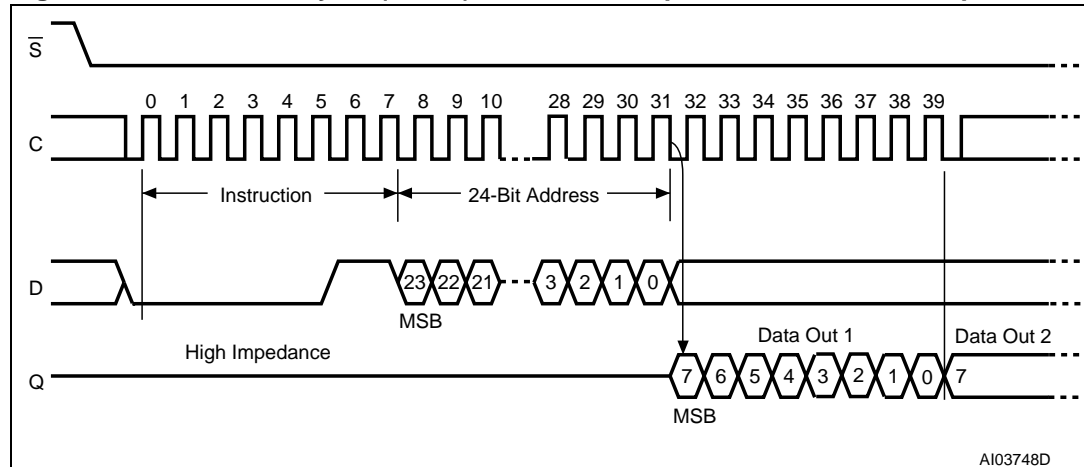 S
0 1 2 3 4 5 6 7 8 9 10 28 29 30 31 32 33 34 35 36 37 38 39
C
Instruction 24-Bit Address
D 23 22 21 3 2 1 0
MSB
High Impedance Data Out 1 Data Out 2
Q 7 6 5 4 3 2 1 0 7
MSB
AI03748D